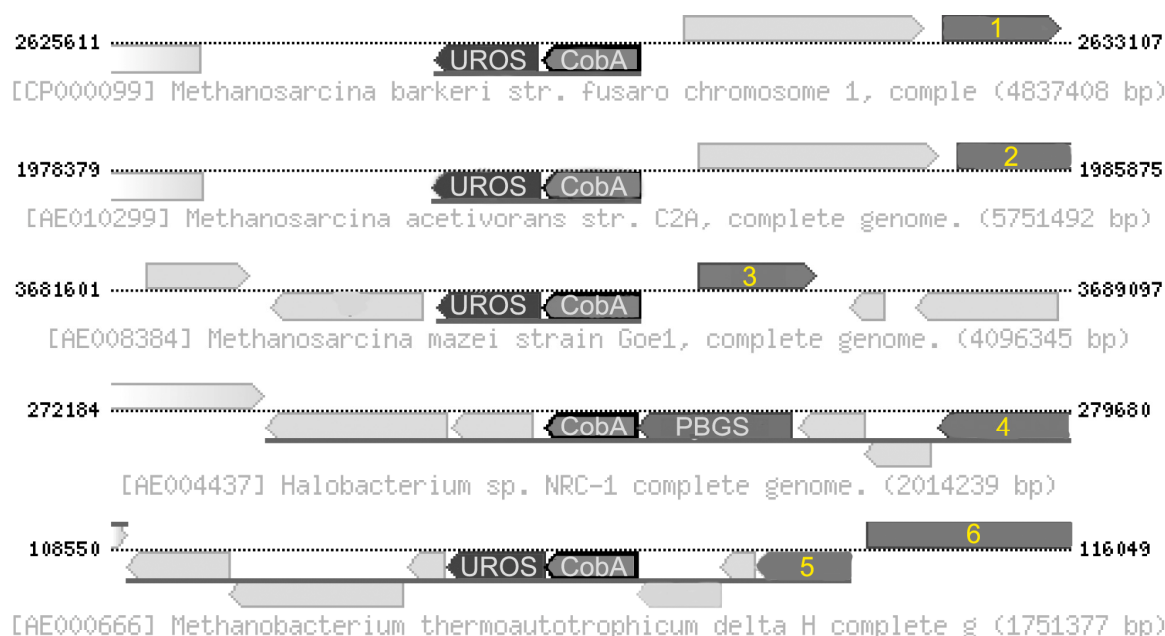 1
2625611 UROS CobA 2633107
[CP000099] Methanosarcina barkeri str. fusaro chromosome 1, comple (4837408 bp)
2
1978379 UROS CobA 1985875
[AE010299] Methanosarcina acetivorans str. C2A, complete genome. (5751492 bp)
3
3681601 UROS CobA 3689097
[AE008384] Methanosarcina mazei strain Goe1, complete genome. (4096345 bp)
272184 CobA PBGS 4 279680
[AE004437] Halobacterium sp. NRC-1 complete genome. (2014239 bp)
6
108550 UROS CobA 5 116049
[AE000666] Methanobacterium thermoautotrophicum delta H complete g (1751377 bp)